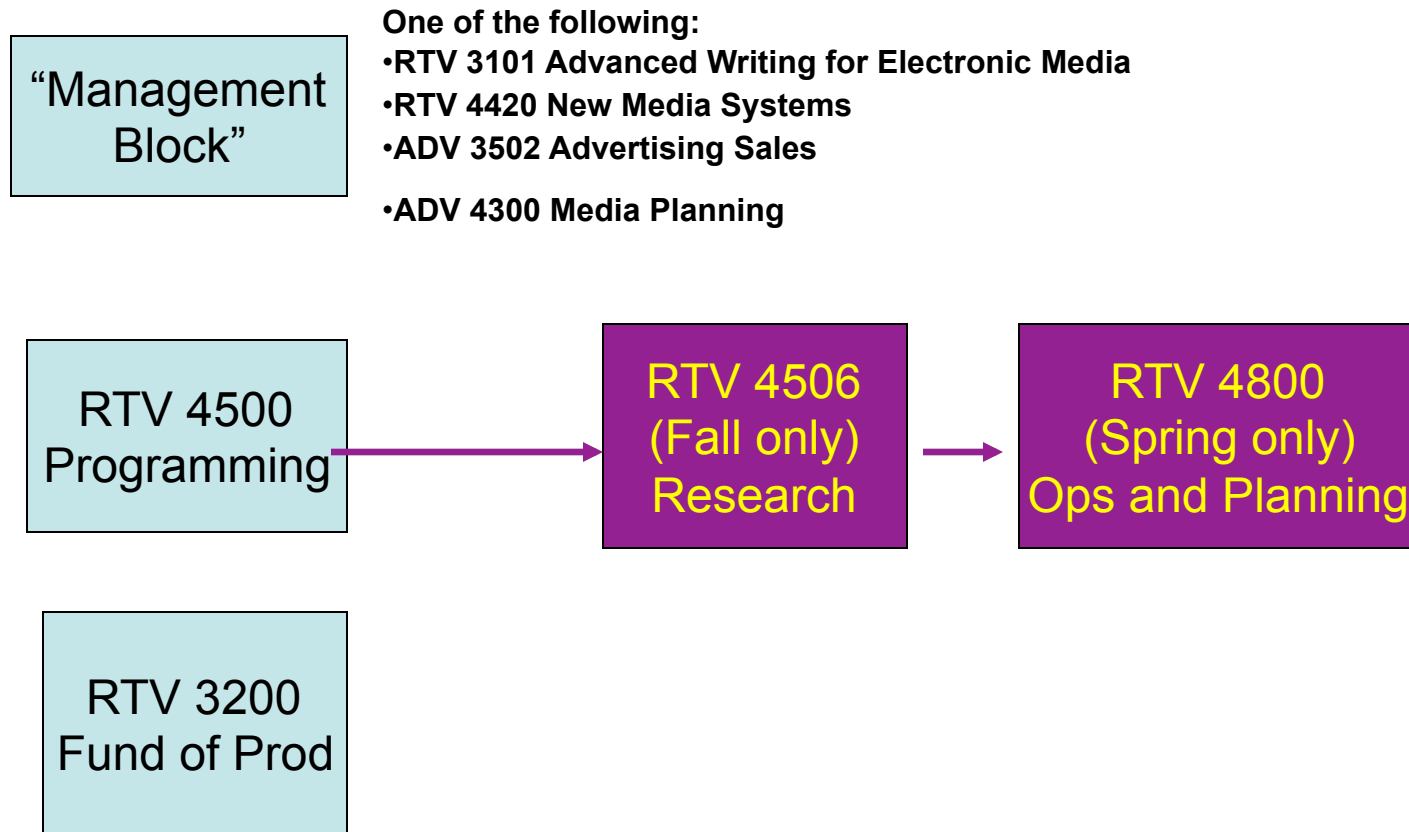 “Management
Block”
One of the following:
•RTV 3101 Advanced Writing for Electronic Media
•RTV 4420 New Media Systems
•ADV 3502 Advertising Sales
•ADV 4300 Media Planning
RTV 4500
Programming
RTV 4506
(Fall only)
Research
RTV 4800
(Spring only)
Ops and Planning
RTV 3200
Fund of Prod